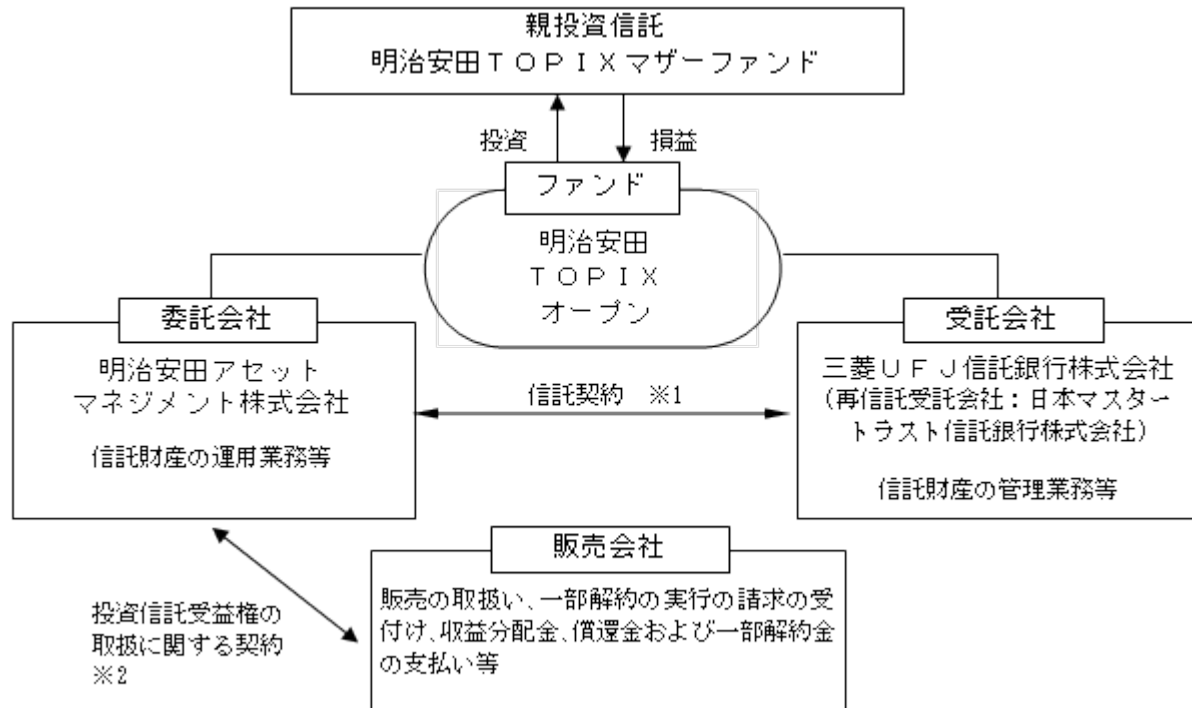 親投資信託
明治安田TOPIXマザーファンド
投資
損益
ファンド
明治安田
TOPIX
オープン
委託会社
明治安田アセット
マネジメント株式会社
信託財産の運用業務等
信託契約 ※1
受託会社
三菱UFJ信託銀行株式会社
(再信託受託会社:日本マスター
トラスト信託銀行株式会社)
信託財産の管理業務等
投資信託受益権の
取扱に関する契約
※2
販売会社
販売の取扱い、一部解約の実行の請求の受
付け、収益分配金、償還金および一部解約金
の支払い等